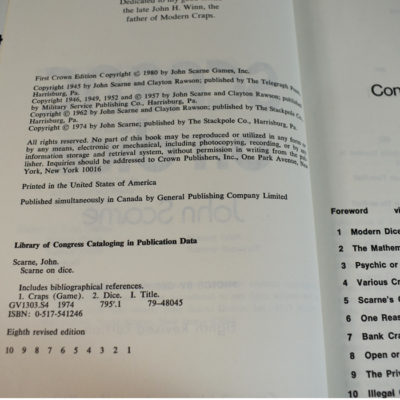 the late John H. Winn, the
father of Modern Craps.
First Crown Edition Copyright © 1980 by John Scarne Games, Inc.
Copyright 1945 by John Scarne and Clayton Rawson; published by The Telegraph Press,
Harrisburg, Pa.
Copyright 1946, 1949, 1952 and © 1957 by John Scarne and Clayton Rawson; published
by Military Service Publishing Co., Harrisburg, Pa.
Copyright © 1962 by John Scarne and Clayton Rawson; published by The Stackpole Co.,
Harrisburg, Pa.
Copyright © 1974 by John Scarne; published by The Stackpole Co., Harrisburg, Pa.
All rights reserved. No part of this book may be reproduced or utilized in any form or
by any means, electronic or mechanical, including photocopying, recording, or by any
information storage and retrieval system, without permission in writing from the pub-
lisher. Inquiries should be addressed to Crown Publishers, Inc., One Park Avenue, New
York, New York 10016
Printed in the United States of America
Published simultaneously in Canada by General Publishing Company Limited
Library of Congress Cataloging in Publication Data
Scarne, John.
Scarne on dice.
Includes bibliographical references.
1. Craps (Game). 2. Dice. I. Title.
GV1303.S4 1974 795'.1 79-48045
ISBN: 0-517-541246
Eighth revised edition
10 9 8 7 6 5 4 3 2 1
Con
Foreword vi
1 Modern Dice
2 The Mathem
3 Psychic or
4 Various Cr
5 Scarne's
6 One Reas
7 Bank Cra
8 Open or
9 The Priv
10 Illegal